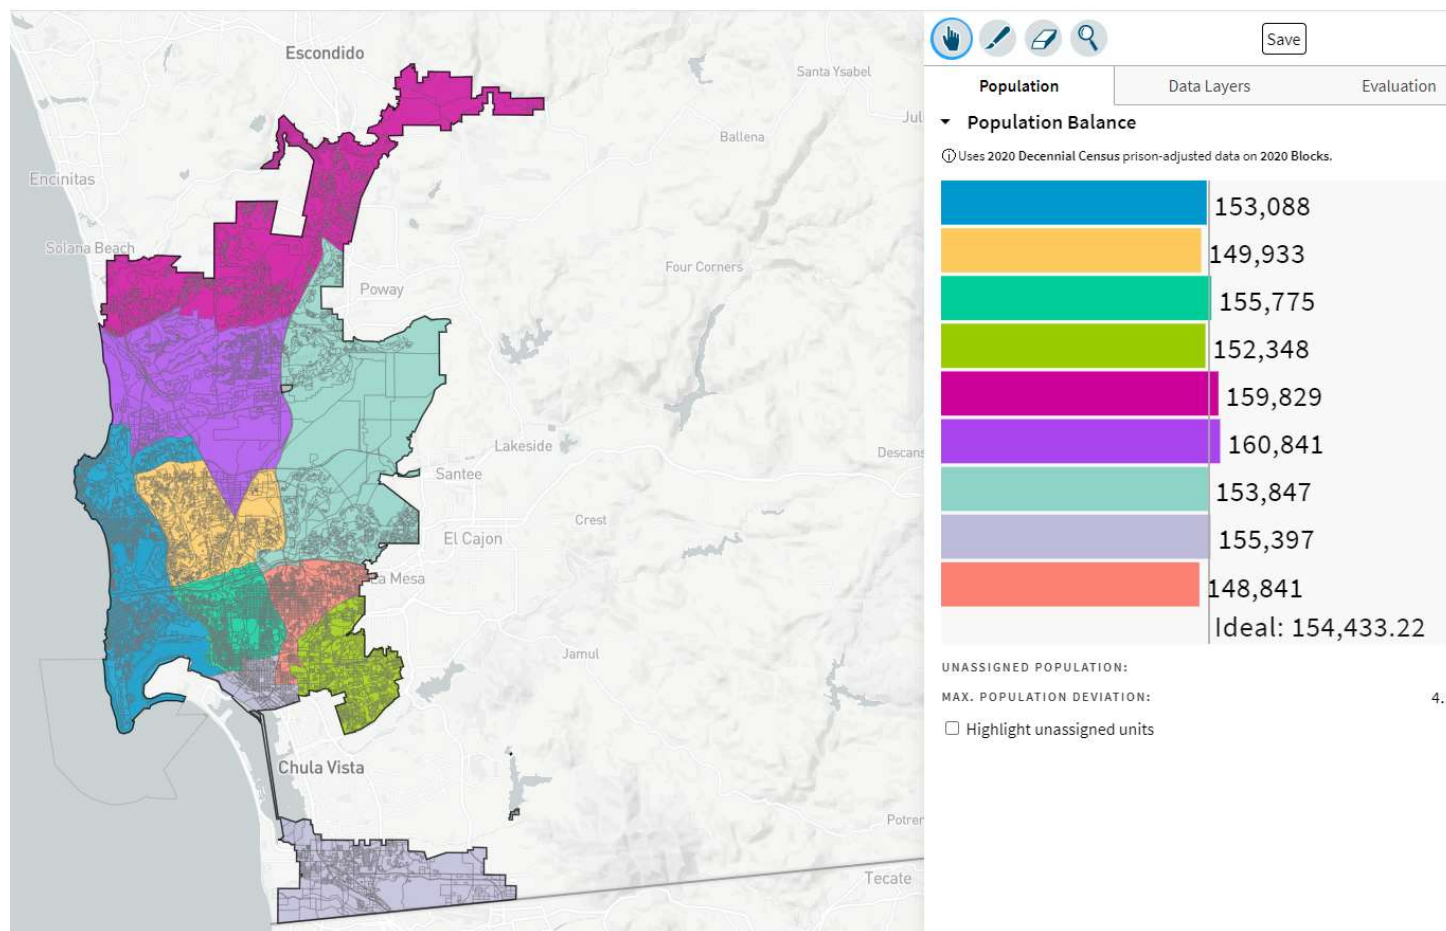 Escondido
Santa Ysabel
Ballena
Encinitas
Solana Beach
Four Corners
Poway
Lakeside
Santee
Descans
Crest
El Cajon
La Mesa
Jamul
Chula Vista
Potrer
Tecate
Jul
Save
Population
Data Layers
Evaluation
Population Balance
Uses 2020 Decennial Census prison-adjusted data on 2020 Blocks.
153,088
149,933
155,775
152,348
159,829
160,841
153,847
155,397
148,841
Ideal: 154,433.22
UNASSIGNED POPULATION:
MAX. POPULATION DEVIATION: 4.
Highlight unassigned units